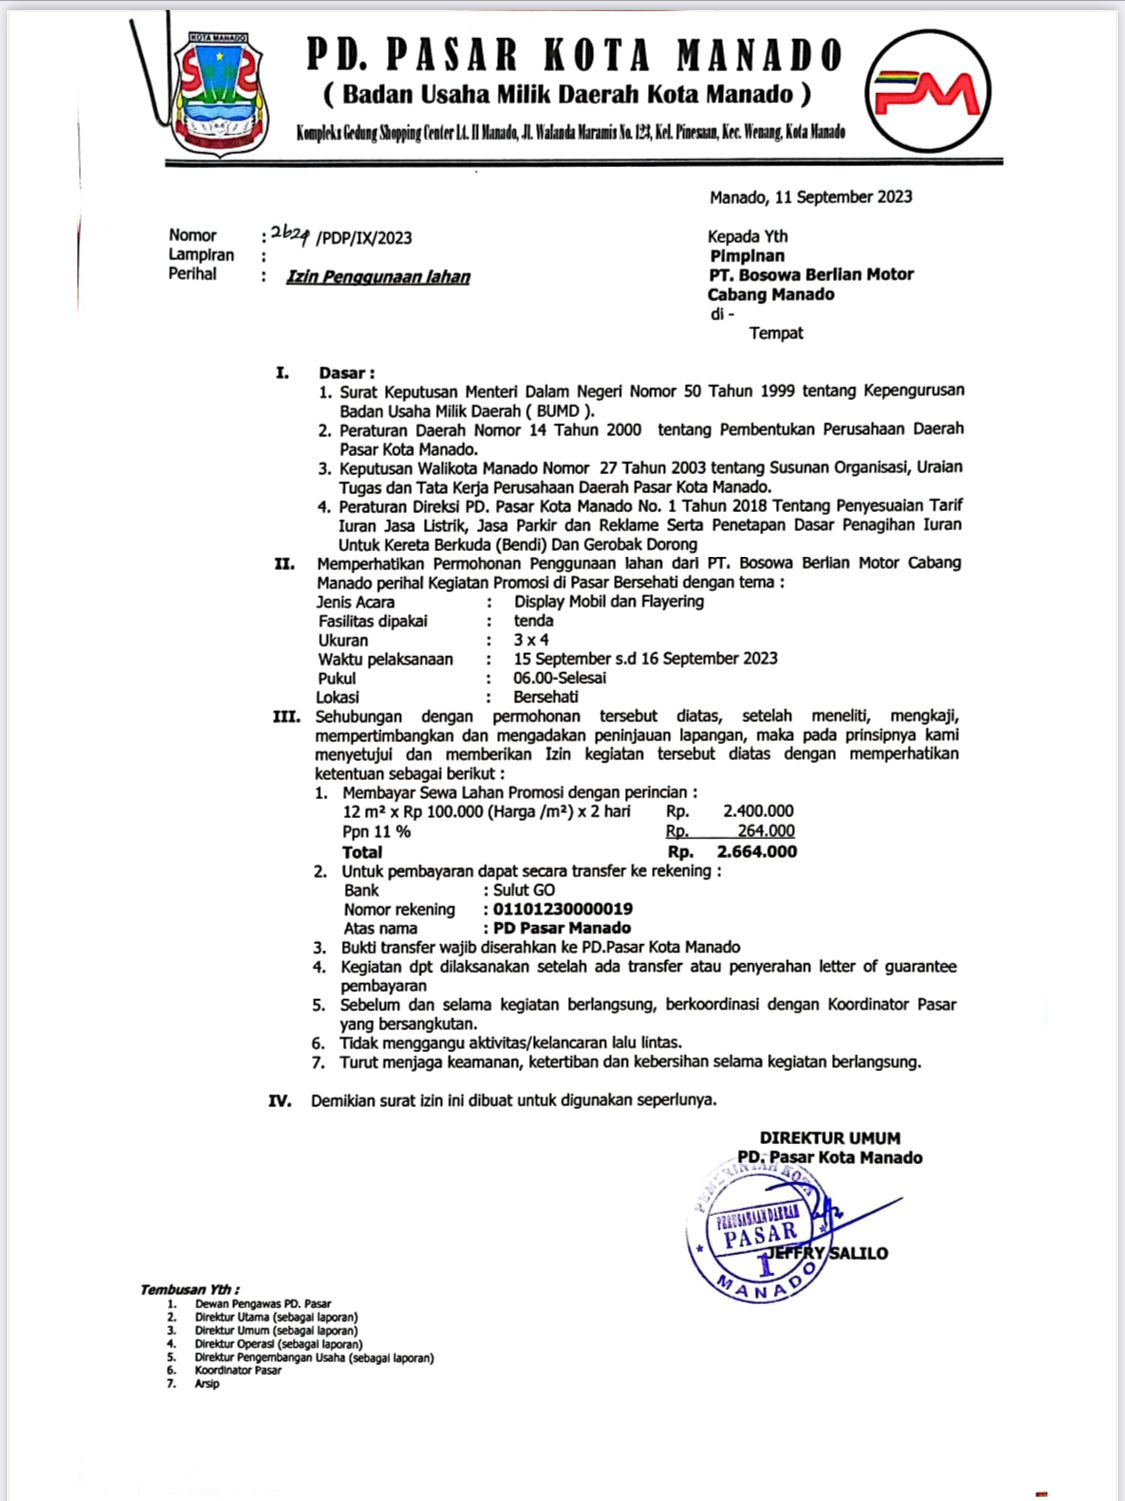 KOTA MANADO
PD. PASAR KOTA MANADO
( Badan Usaha Milik Daerah Kota Manado )
Kompleks Gedung Shopping Center Lt. II Manado, Jl. Walanda Maramis No. 123, Kel. Pinesaan, Kec. Wenang, Kota Manado
PM
Manado, 11 September 2023
Nomor : /PDP/IX/2023
Lampiran :
Perihal : Izin Penggunaan lahan
Kepada Yth
Pimpinan
PT. Bosowa Berlian Motor
Cabang Manado
di -
Tempat
I. Dasar :
1. Surat Keputusan Menteri Dalam Negeri Nomor 50 Tahun 1999 tentang Kepengurusan
Badan Usaha Milik Daerah ( BUMD ).
2. Peraturan Daerah Nomor 14 Tahun 2000 tentang Pembentukan Perusahaan Daerah
Pasar Kota Manado.
3. Keputusan Walikota Manado Nomor 27 Tahun 2003 tentang Susunan Organisasi, Uraian
Tugas dan Tata Kerja Perusahaan Daerah Pasar Kota Manado.
4. Peraturan Direksi PD. Pasar Kota Manado No. 1 Tahun 2018 Tentang Penyesuaian Tarif
Iuran Jasa Listrik, Jasa Parkir dan Reklame Serta Penetapan Dasar Penagihan Iuran
Untuk Kereta Berkuda (Bendi) Dan Gerobak Dorong
II. Memperhatikan Permohonan Penggunaan lahan dari PT. Bosowa Berlian Motor Cabang
Manado perihal Kegiatan Promosi di Pasar Bersehati dengan tema :
Jenis Acara : Display Mobil dan Flayering
Fasilitas dipakai : tenda
Ukuran : 3 x 4
Waktu pelaksanaan : 15 September s.d 16 September 2023
Pukul : 06.00-Selesai
Lokasi : Bersehati
III. Sehubungan dengan permohonan tersebut diatas, setelah meneliti, mengkaji,
mempertimbangkan dan mengadakan peninjauan lapangan, maka pada prinsipnya kami
menyetujui dan memberikan Izin kegiatan tersebut diatas dengan memperhatikan
ketentuan sebagai berikut :
1. Membayar Sewa Lahan Promosi dengan perincian :
12 m² x Rp 100.000 (Harga /m²) x 2 hari Rp. 2.400.000
Ppn 11 % Rp. 264.000
Total Rp. 2.664.000
2. Untuk pembayaran dapat secara transfer ke rekening :
Bank : Sulut GO
Nomor rekening : 01101230000019
Atas nama : PD Pasar Manado
3. Bukti transfer wajib diserahkan ke PD.Pasar Kota Manado
4. Kegiatan dpt dilaksanakan setelah ada transfer atau penyerahan letter of guarantee
pembayaran
5. Sebelum dan selama kegiatan berlangsung, berkoordinasi dengan Koordinator Pasar
yang bersangkutan.
6. Tidak menggangu aktivitas/kelancaran lalu lintas.
7. Turut menjaga keamanan, ketertiban dan kebersihan selama kegiatan berlangsung.
IV. Demikian surat izin ini dibuat untuk digunakan seperlunya.
DIREKTUR UMUM
PD. Pasar Kota Manado
PEMERINTAH KOTA
PERUSAHAAN DAERAH
PASAR
1
MANADO
JEFFRY SALILO
Tembusan Yth :
1. Dewan Pengawas PD. Pasar
2. Direktur Utama (sebagai laporan)
3. Direktur Umum (sebagai laporan)
4. Direktur Operasi (sebagai laporan)
5. Direktur Pengembangan Usaha (sebagai laporan)
6. Koordinator Pasar
7. Arsip